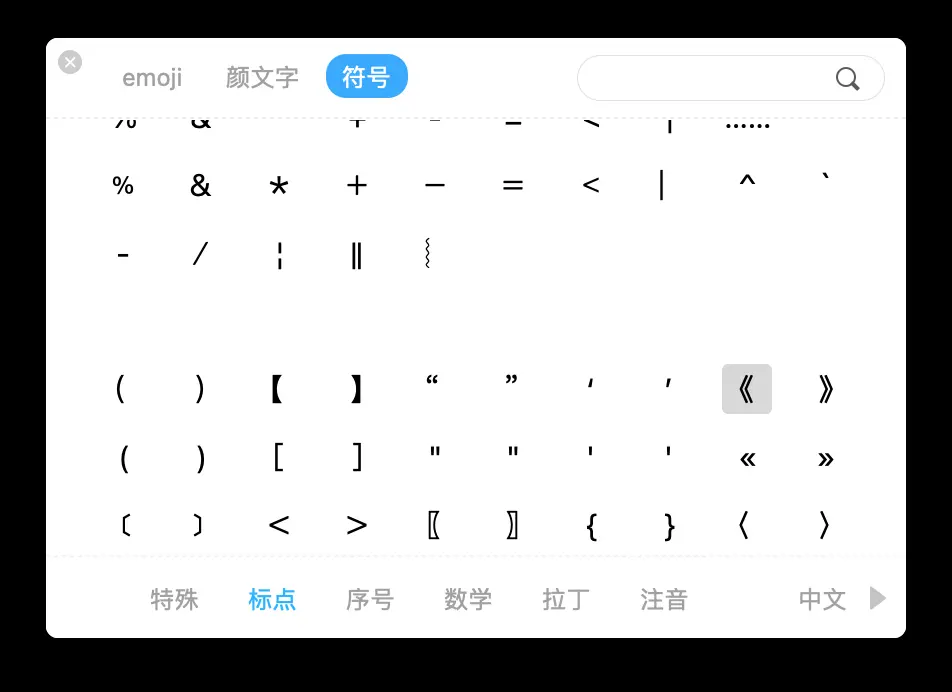 emoji 颜文字 符号
% & + - = < | ……
% & * + − = < | ^ `
- / ¦ ‖ ⸾
( ) 【 】 “ ” ‘ ’ 《 》
( ) [ ] " " ' ' « »
﹝ ﹞ < > 〖 〗 { } 〈 〉
特殊 标点 序号 数学 拉丁 注音 中文